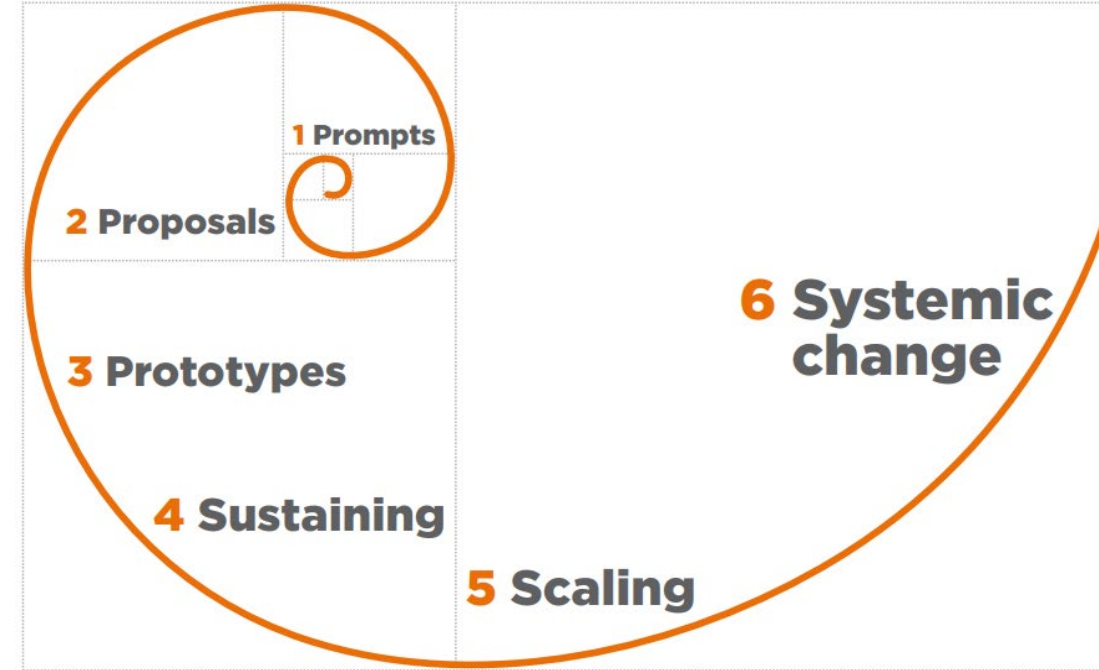 1 Prompts
2 Proposals
3 Prototypes
4 Sustaining
5 Scaling
6 Systemic
change